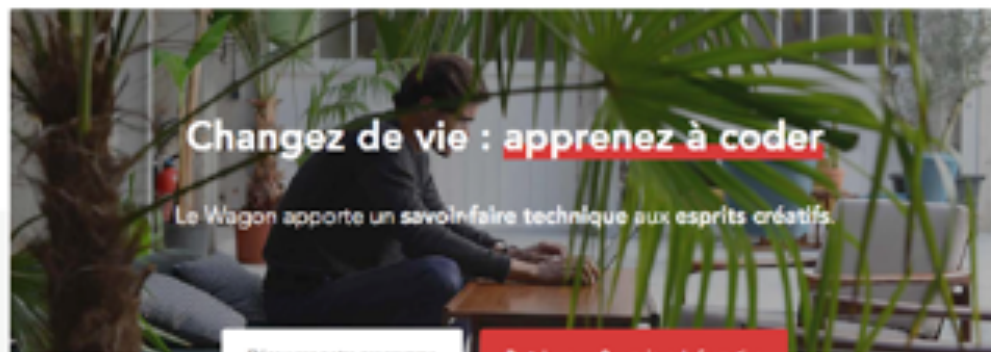 Changez de vie : apprenez à coder
Le Wagon apporte un savoir-faire technique aux esprits créatifs.